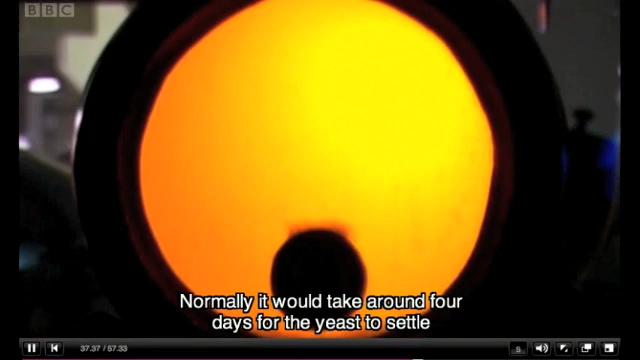 BBC
Normally it would take around four
days for the yeast to settle
37.37 / 57.33
S